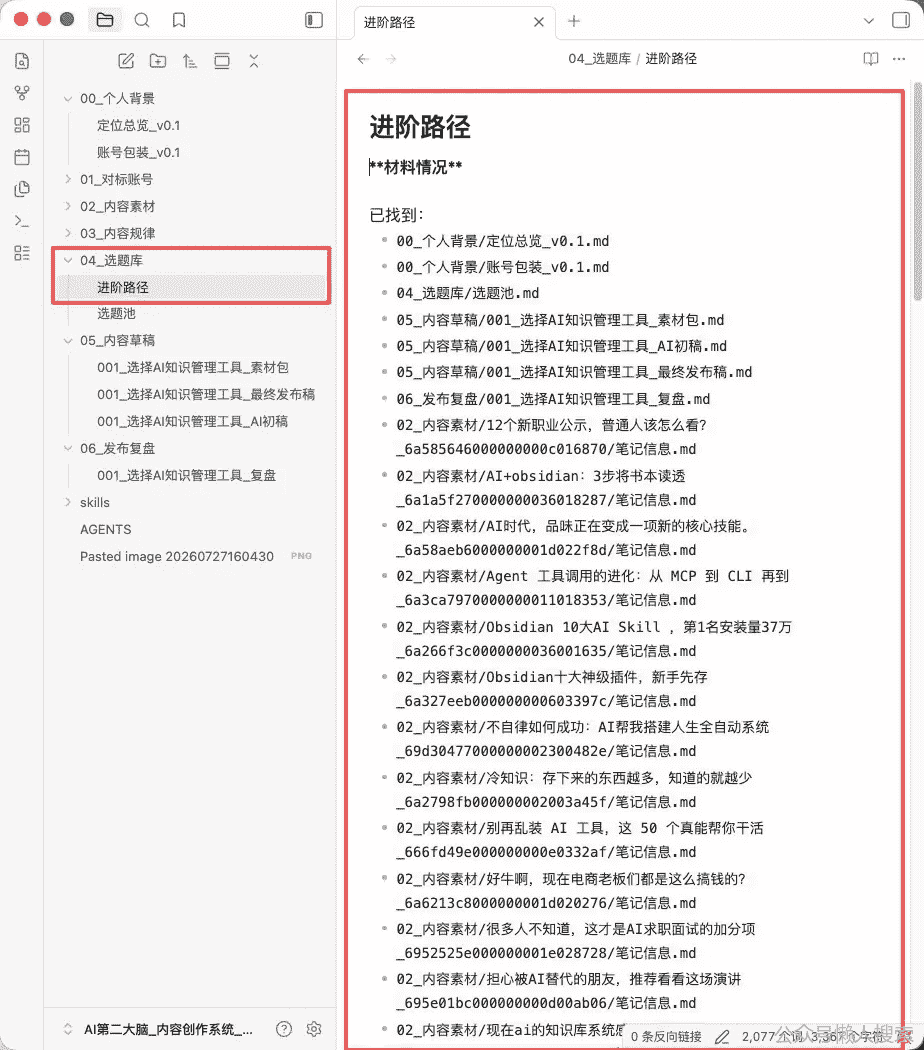 进阶路径
04_选题库 / 进阶路径
00_个人背景
定位总览_v0.1
账号包装_v0.1
01_对标账号
02_内容素材
03_内容规律
04_选题库
进阶路径
选题池
05_内容草稿
001_选择AI知识管理工具_素材包
001_选择AI知识管理工具_最终发布稿
001_选择AI知识管理工具_AI初稿
06_发布复盘
001_选择AI知识管理工具_复盘
skills
AGENTS
Pasted image 20260727160430 PNG
AI第二大脑_内容创作系统_...
进阶路径
**材料情况**
已找到：
00_个人背景/定位总览_v0.1.md
00_个人背景/账号包装_v0.1.md
04_选题库/选题池.md
05_内容草稿/001_选择AI知识管理工具_素材包.md
05_内容草稿/001_选择AI知识管理工具_AI初稿.md
05_内容草稿/001_选择AI知识管理工具_最终发布稿.md
06_发布复盘/001_选择AI知识管理工具_复盘.md
02_内容素材/12个新职业公示，普通人该怎么看？
_6a585646000000000c016870/笔记信息.md
02_内容素材/AI+obsidian：3步将书本读透
_6a1a5f270000000036018287/笔记信息.md
02_内容素材/AI时代，品味正在变成一项新的核心技能。
_6a58aeb6000000001d022f8d/笔记信息.md
02_内容素材/Agent 工具调用的进化：从 MCP 到 CLI 再到
_6a3ca7970000000011018353/笔记信息.md
02_内容素材/Obsidian 10大AI Skill ，第1名安装量37万
_6a266f3c0000000036001635/笔记信息.md
02_内容素材/Obsidian十大神级插件，新手先存
_6a327eeb000000000603397c/笔记信息.md
02_内容素材/不自律如何成功：AI帮我搭建人生全自动系统
_69d304770000000002300482e/笔记信息.md
02_内容素材/冷知识：存下来的东西越多，知道的就越少
_6a2798fb000000002003a45f/笔记信息.md
02_内容素材/别再乱装 AI 工具，这 50 个真能帮你干活
_666fd49e000000000e0332af/笔记信息.md
02_内容素材/好牛啊，现在电商老板们都是这么搞钱的？
_6a6213c8000000001d020276/笔记信息.md
02_内容素材/很多人不知道，这才是AI求职面试的加分项
_6952525e000000001e028728/笔记信息.md
02_内容素材/担心被AI替代的朋友，推荐看看这场演讲
_695e01bc000000000d00ab06/笔记信息.md
02_内容素材/现在ai的知识库系统
0 条反向链接 2,077个词
公众号懒人搜索